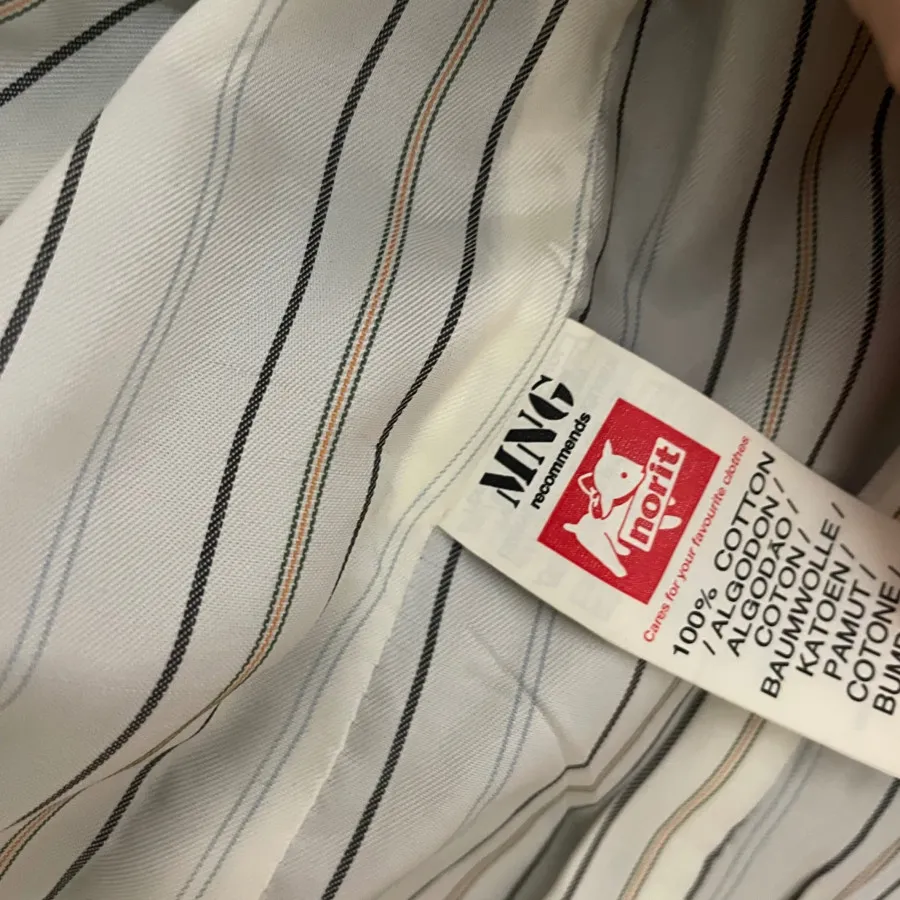 MNG
recommends
norit
Cares for your favourite clothes
100% COTTON
/ ALGODON /
ALGODÃO /
COTON /
BAUMWOLLE /
KATOEN /
PAMUT /
COTONE /